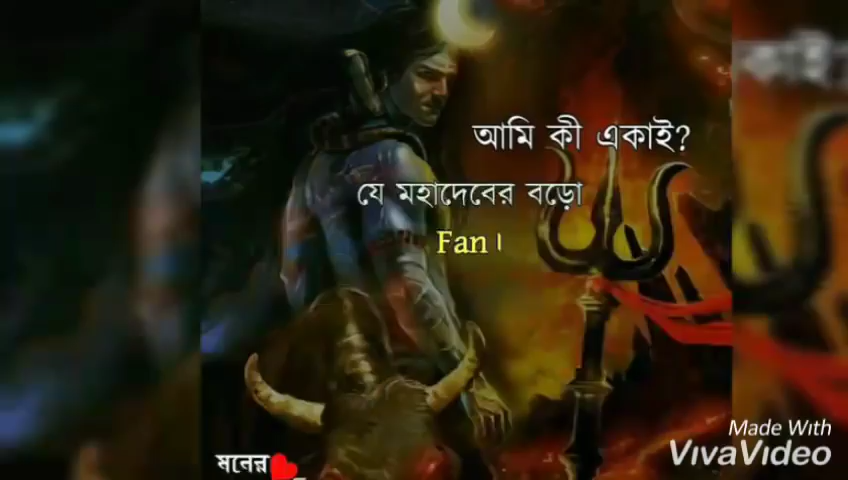 আমি কী একাই?
যে মহাদেবের বড়ো
Fan।
মনের
Made With
VivaVideo